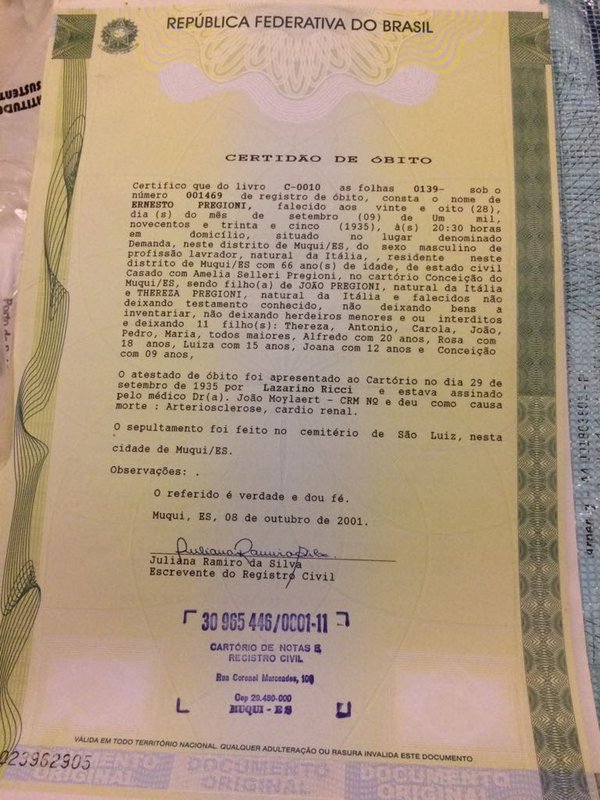 REPÚBLICA FEDERATIVA DO BRASIL
CERTIDÃO DE ÓBITO
Certifico que do livro C-0010 as folhas 0139- sob o
número 001469 de registro de óbito, consta o nome de
ERNESTO PREGIONI, falecido aos vinte e oito (28),
dia (s) do mês de setembro (09) de Um mil,
novecentos e trinta e cinco (1935), à(s) 20:30 horas
em domicílio, situado no lugar denominado
Demanda, neste distrito de Muqui/ES, do sexo masculino de
profissão lavrador, natural da Itália, , residente neste
distrito de Muqui/ES com 66 ano(s) de idade, de estado civil
Casado com Amelia Selleri Pregioni, no cartório Conceição do
Muqui/ES, sendo filho(a) de JOÃO PREGIONI, natural da Itália
e THEREZA PREGIONI, natural da Itália e falecidos não
deixando testamento conhecido, não deixando bens a
inventariar, não deixando herdeiros menores e ou interditos
e deixando 11 filho(s): Thereza, Antonio, Carola, João,
Pedro, Maria, todos maiores, Alfredo com 20 anos, Rosa com
18 anos, Luiza com 15 anos, Joana com 12 anos e Conceição
com 09 anos,
O atestado de óbito foi apresentado ao Cartório no dia 29 de
setembro de 1935 por Lazarino Ricci e estava assinado
pelo médico Dr(a). João Moylaert - CRM Nº e deu como causa
morte : Arteriosclerose, cardio renal.
O sepultamento foi feito no cemitério de São Luiz, nesta
cidade de Muqui/ES.
Observações: .
O referido é verdade e dou fé.
Muqui, ES, 08 de outubro de 2001.
Juliana Ramiro da Silva
Juliana Ramiro da Silva
Escrevente do Registro Civil
30 965 446/0001-11
CARTÓRIO DE NOTAS E
REGISTRO CIVIL
Rua Coronel Marcondes, 100
Cep 29.480-000
MUQUI - ES
VÁLIDA EM TODO TERRITÓRIO NACIONAL. QUALQUER ADULTERAÇÃO OU RASURA INVALIDA ESTE DOCUMENTO
023962905
DOCUMENTO ORIGINAL
DOCUMENTO ORIGINAL
DOCUMENTO ORIGINAL